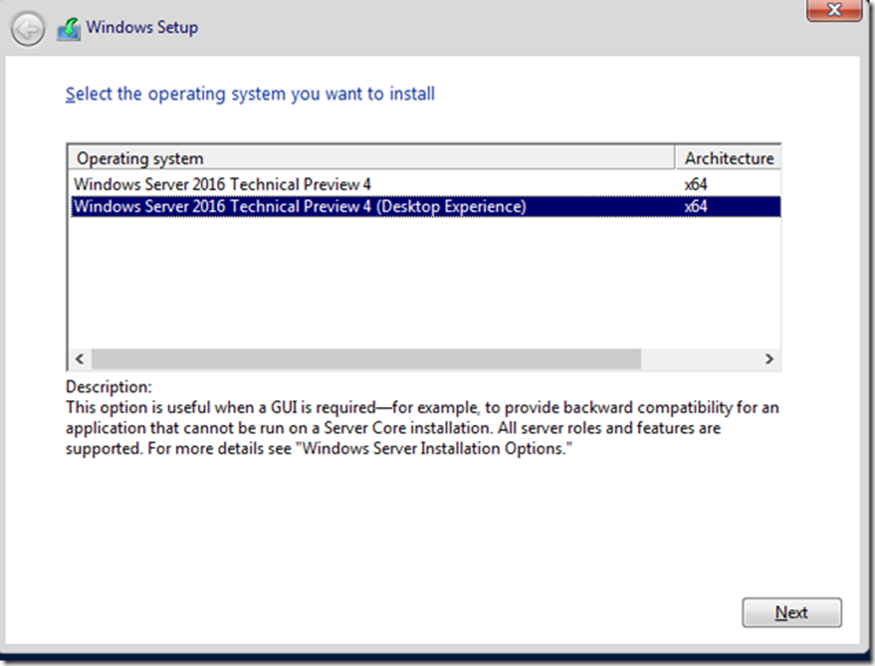 Windows Setup
Select the operating system you want to install
Operating system Architecture
Windows Server 2016 Technical Preview 4 x64
Windows Server 2016 Technical Preview 4 (Desktop Experience) x64
Description:
This option is useful when a GUI is required—for example, to provide backward compatibility for an
application that cannot be run on a Server Core installation. All server roles and features are
supported. For more details see "Windows Server Installation Options."
Next